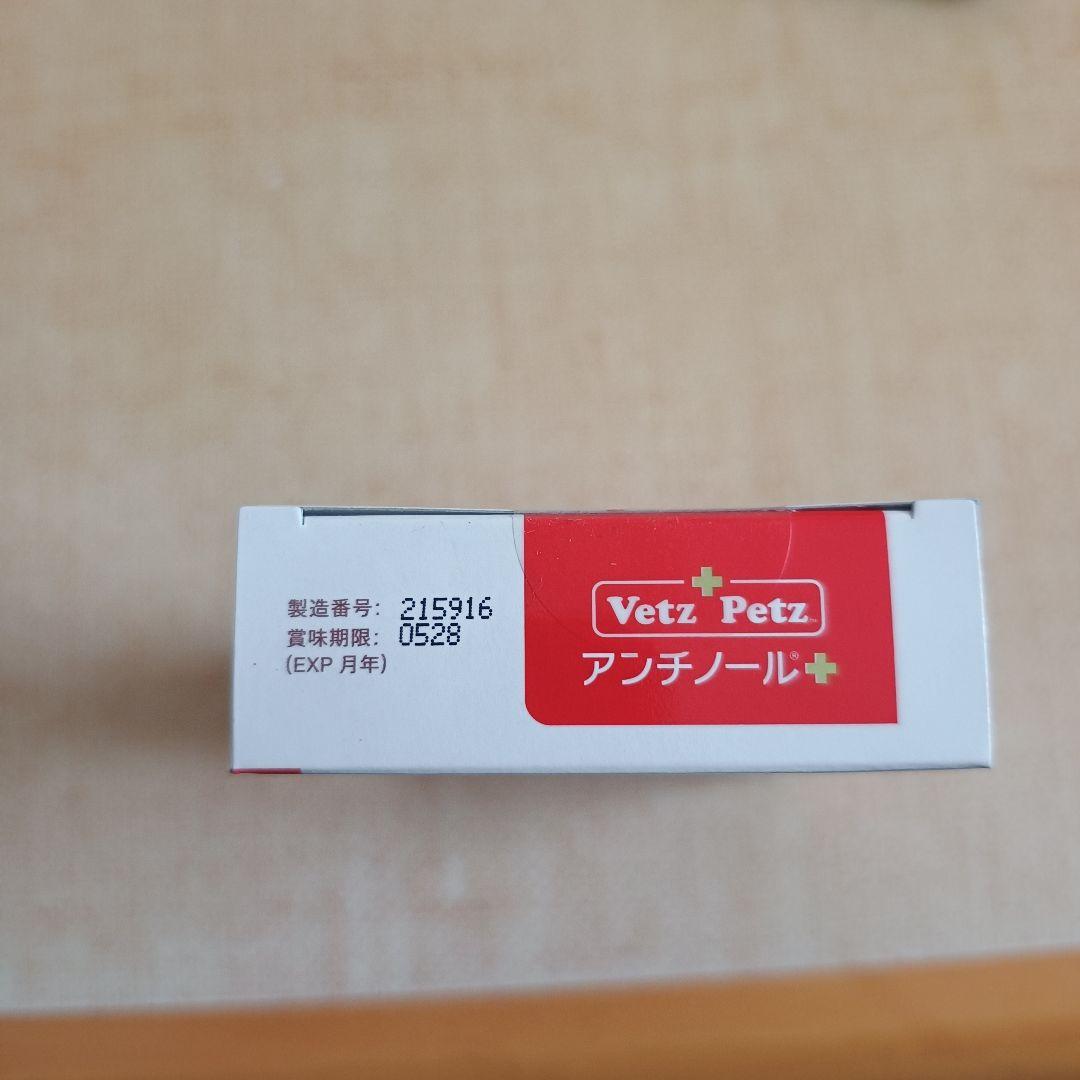 製造番号: 215916
賞味期限: 0528
(EXP 月年)
Vetz Petz
アンチノール®